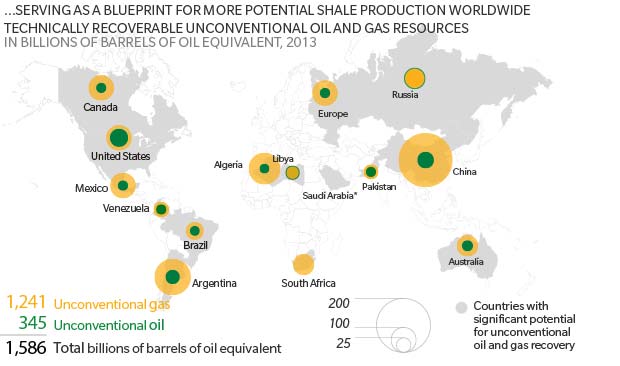 ...SERVING AS A BLUEPRINT FOR MORE POTENTIAL SHALE PRODUCTION WORLDWIDE
TECHNICALLY RECOVERABLE UNCONVENTIONAL OIL AND GAS RESOURCES
IN BILLIONS OF BARRELS OF OIL EQUIVALENT, 2013
Canada
Russia
Europe
United States
Algeria
Libya
China
Mexico
Pakistan
Saudi Arabia*
Venezuela
Brazil
Australia
Argentina
South Africa
1,241 Unconventional gas
345 Unconventional oil
1,586 Total billions of barrels of oil equivalent
200
100
25
Countries with
significant potential
for unconventional
oil and gas recovery